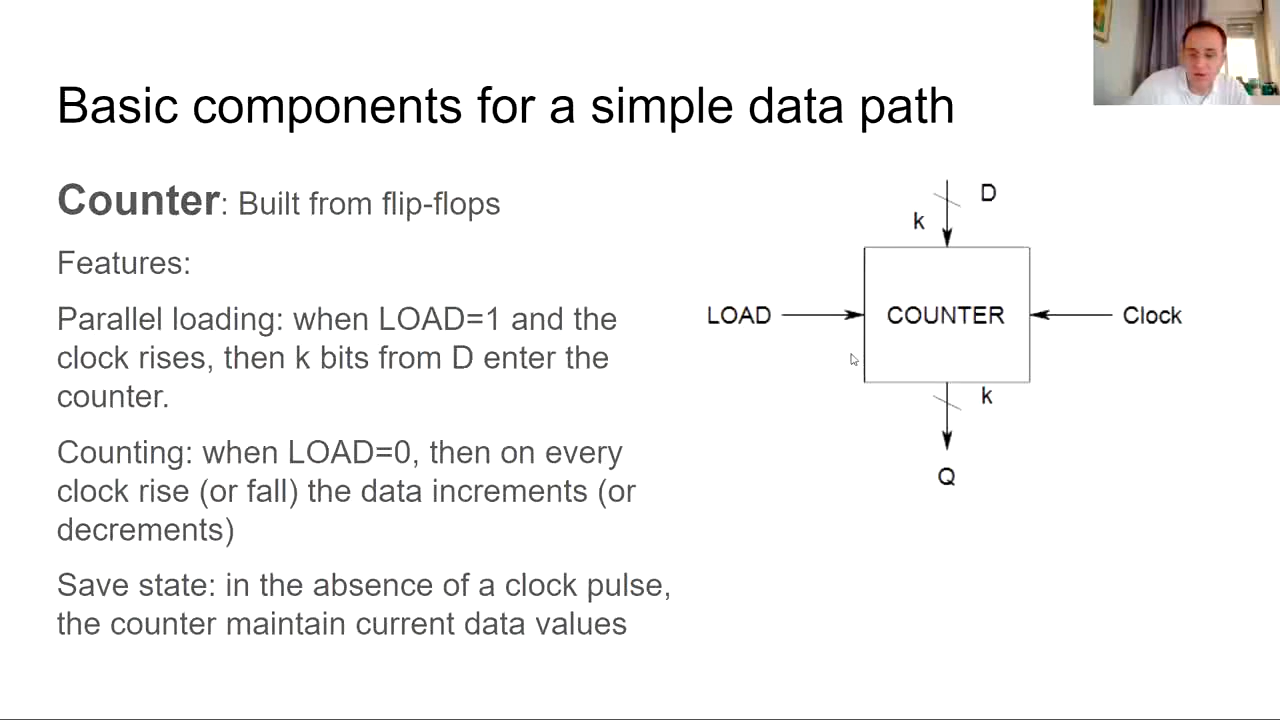 Basic components for a simple data path
Counter: Built from flip-flops
Features:
Parallel loading: when LOAD=1 and the
clock rises, then k bits from D enter the
counter.
Counting: when LOAD=0, then on every
clock rise (or fall) the data increments (or
decrements)
Save state: in the absence of a clock pulse,
the counter maintain current data values
D
k
LOAD
COUNTER
Clock
k
Q